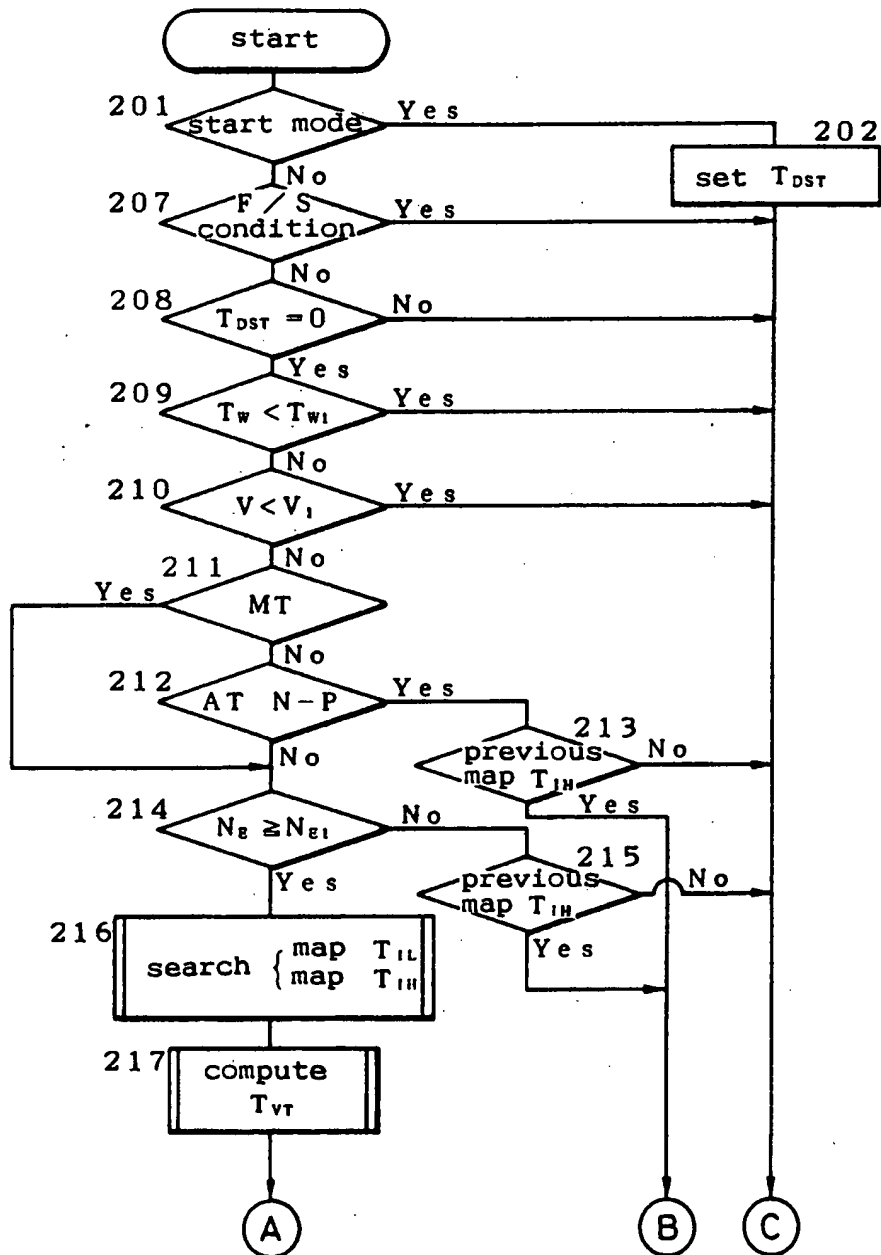 start
201
start mode
Yes
202
set T_DST
No
207
F / S
condition
Yes
No
208
T_DST = 0
No
Yes
209
T_W < T_W1
Yes
No
210
V < V_1
Yes
No
211
Yes
MT
No
212
AT N-P
Yes
213
previous
map T_IH
No
No
Yes
214
N_E ≧ N_E1
No
215
previous
map T_IH
No
Yes
Yes
216
search { map T_IL
map T_IH
217
compute
T_VT
A
B
C